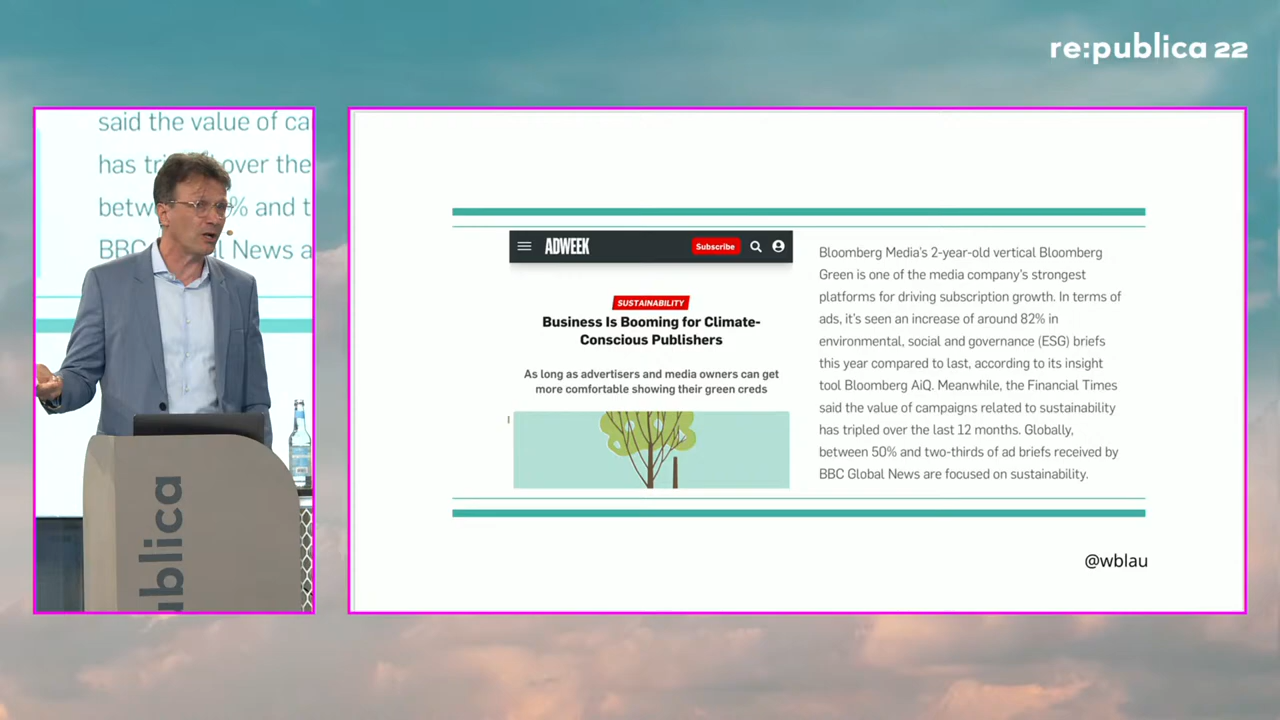 re:publica 22
said the value of ca
has tri over the
betw % and t
BBC l News a
ublica
ADWEEK
Subscribe
SUSTAINABILITY
Business Is Booming for Climate-
Conscious Publishers
As long as advertisers and media owners can get
more comfortable showing their green creds
Bloomberg Media's 2-year-old vertical Bloomberg
Green is one of the media company's strongest
platforms for driving subscription growth. In terms of
ads, it's seen an increase of around 82% in
environmental, social and governance (ESG) briefs
this year compared to last, according to its insight
tool Bloomberg AiQ. Meanwhile, the Financial Times
said the value of campaigns related to sustainability
has tripled over the last 12 months. Globally,
between 50% and two-thirds of ad briefs received by
BBC Global News are focused on sustainability.
@wblau